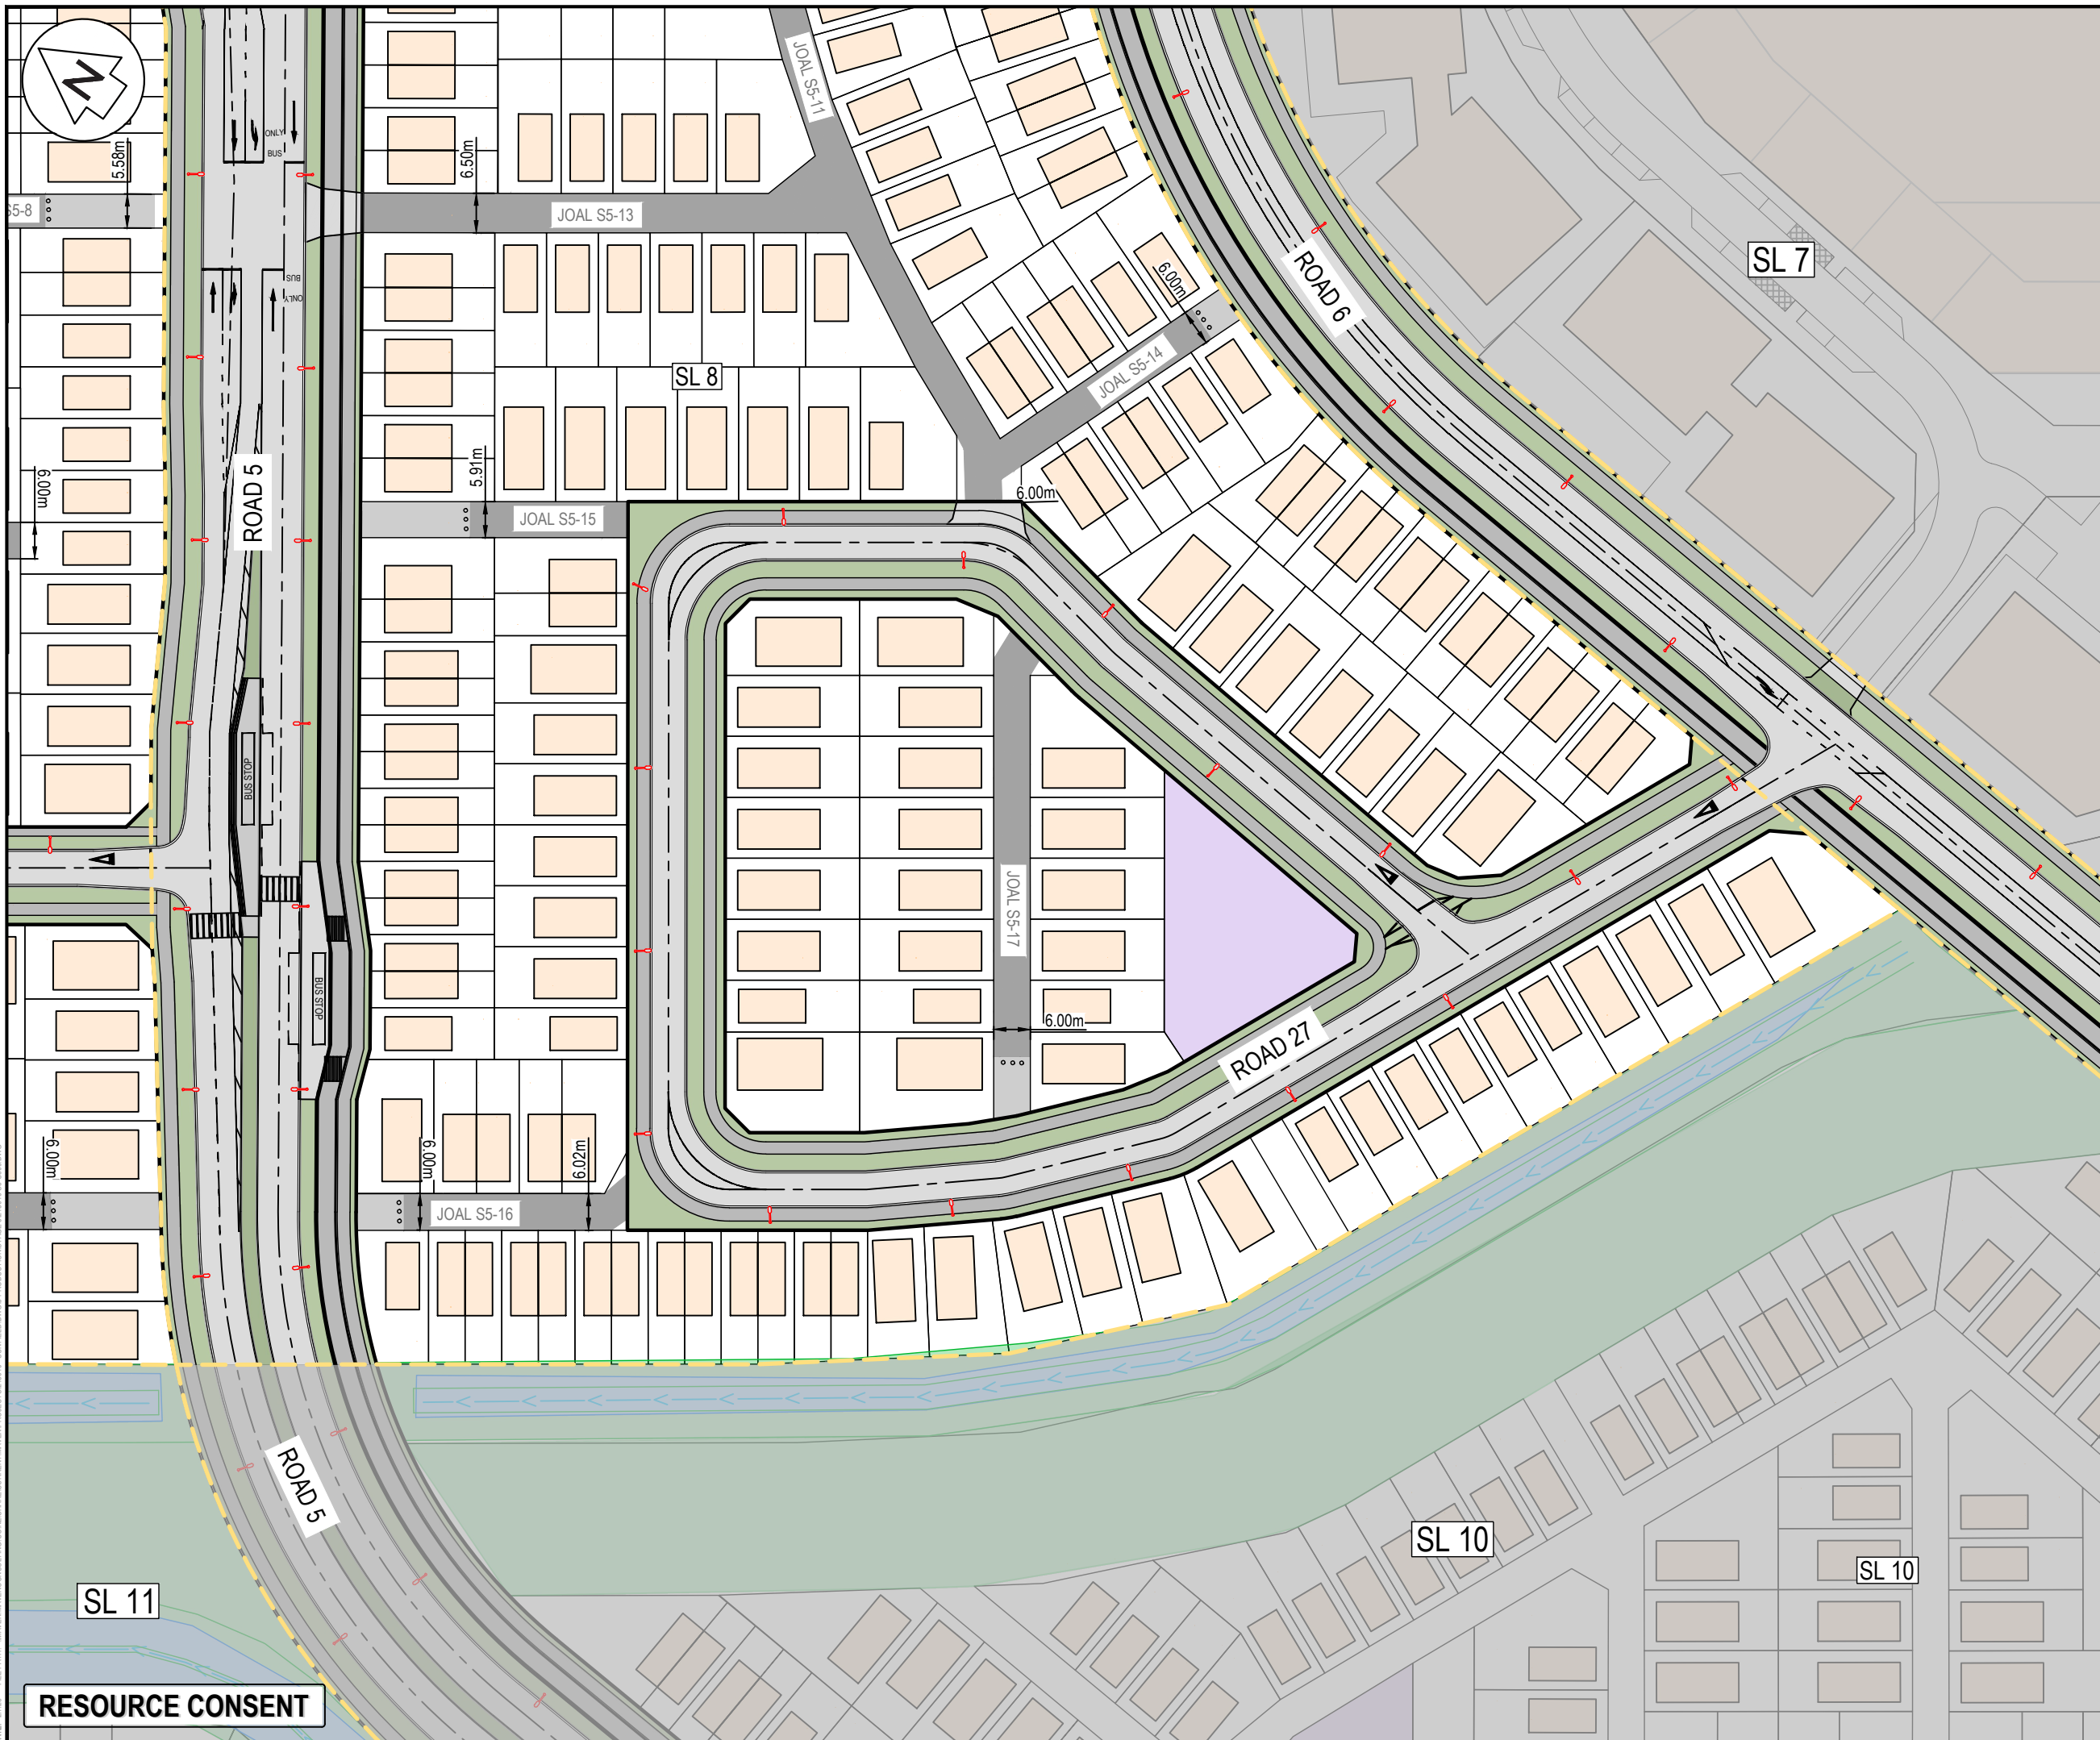 N
5.58m
S5-8
ONLY
BUS
6.50m
JOAL S5-11
JOAL S5-13
BUS
ONLY
ROAD 6
SL 7
6.00m
JOAL S5-14
SL 8
ROAD 5
6.00m
5.91m
JOAL S5-15
6.00m
BUS STOP
BUS STOP
JOAL S5-17
6.00m
ROAD 27
6.00m
6.00m
6.02m
JOAL S5-16
ROAD 5
SL 10
SL 10
SL 11
RESOURCE CONSENT